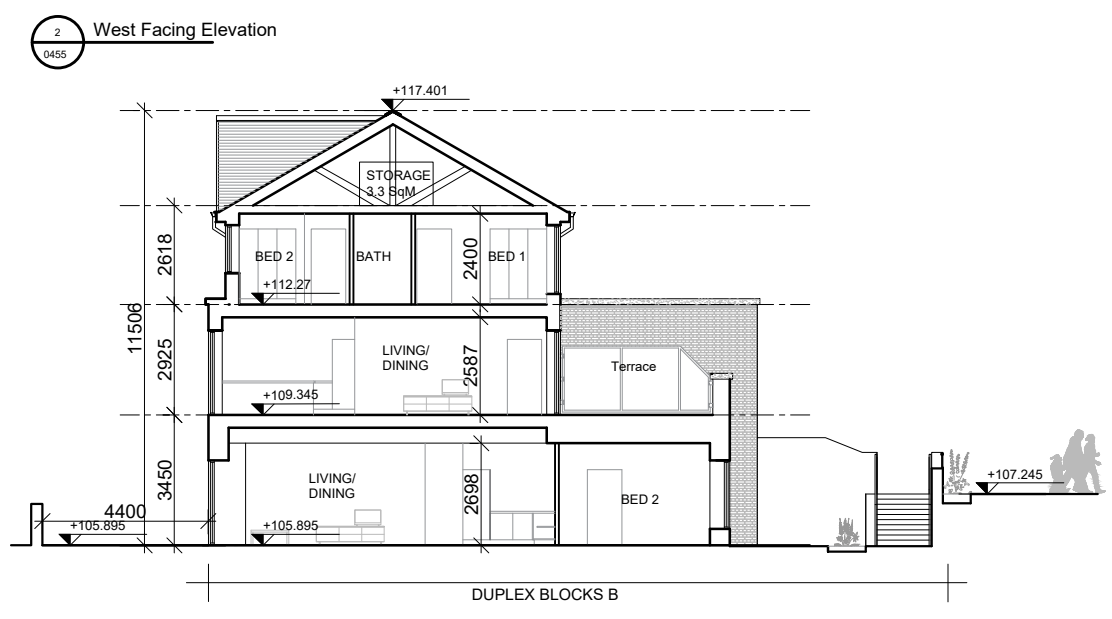 2
0455
West Facing Elevation
+117.401
STORAGE
3.3 SqM
2618
BED 2
BATH
2400
BED 1
+112.27
11506
2925
LIVING/
DINING
2587
Terrace
+109.345
3450
LIVING/
DINING
2698
BED 2
+107.245
4400
+105.895
+105.895
DUPLEX BLOCKS B